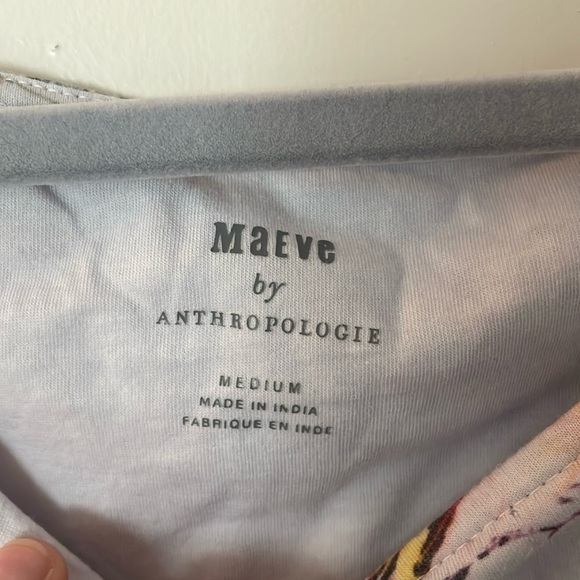 MaEve
by
ANTHROPOLOGIE
MEDIUM
MADE IN INDIA
FABRIQUE EN INDE